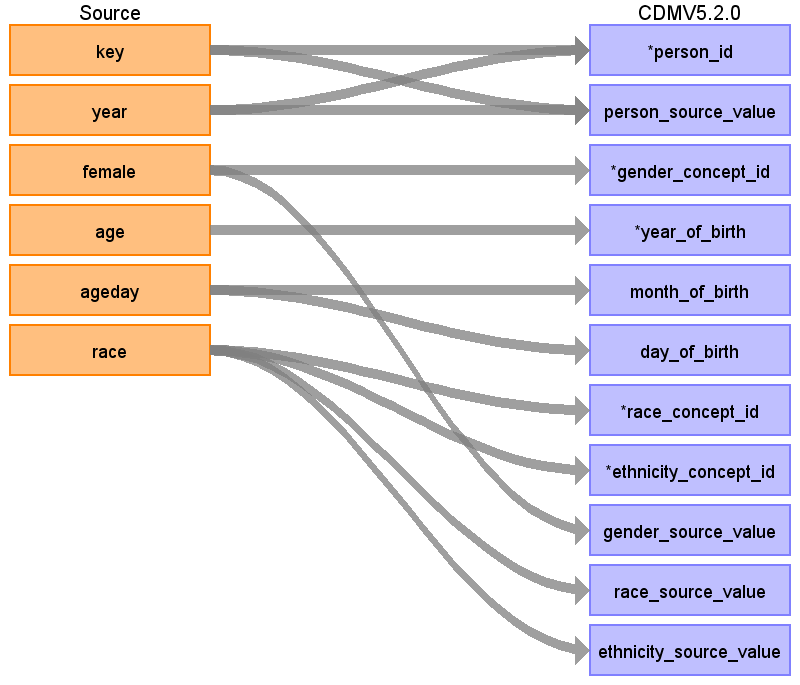 Source CDMV5.2.0
key *person_id
year person_source_value
female *gender_concept_id
age *year_of_birth
ageday month_of_birth
race day_of_birth
*race_concept_id
*ethnicity_concept_id
gender_source_value
race_source_value
ethnicity_source_value